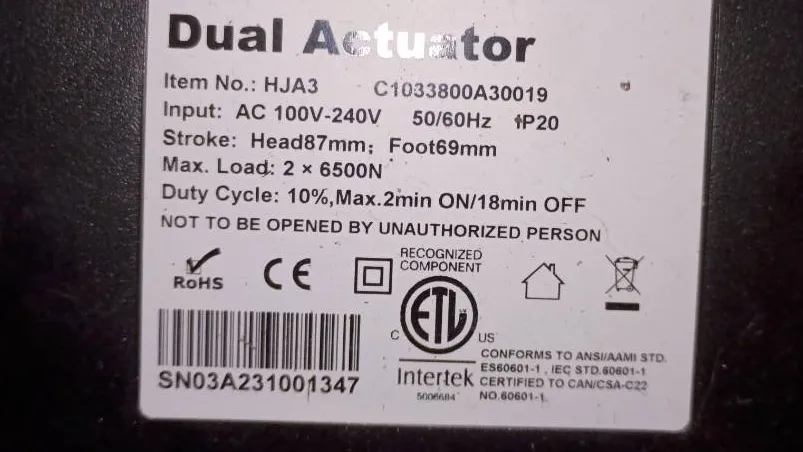 Dual Actuator
Item No.: HJA3 C1033800A30019
Input: AC 100V-240V 50/60Hz IP20
Stroke: Head87mm; Foot69mm
Max. Load: 2 × 6500N
Duty Cycle: 10%,Max.2min ON/18min OFF
NOT TO BE OPENED BY UNAUTHORIZED PERSON
RoHS
CE
RECOGNIZED
COMPONENT
ETL
C US
Intertek
5006684
CONFORMS TO ANSI/AAMI STD.
ES60601-1 , IEC STD.60601-1
CERTIFIED TO CAN/CSA-C22
NO.60601-1
SN03A231001347